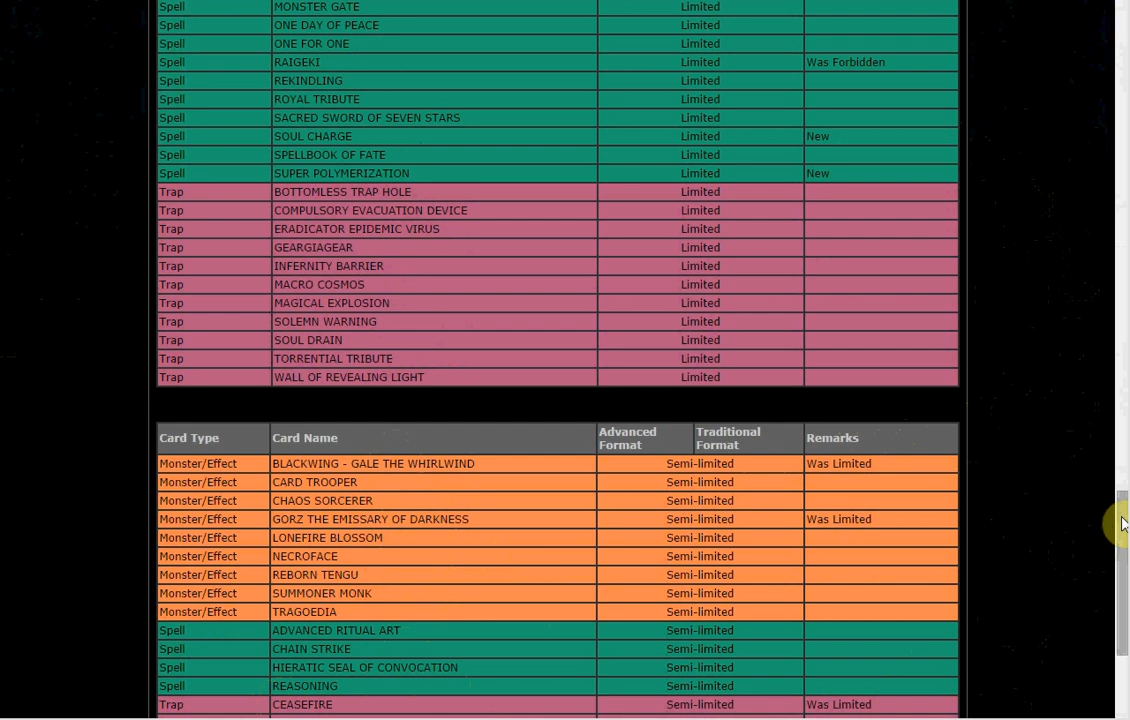 Spell MONSTER GATE Limited
Spell ONE DAY OF PEACE Limited
Spell ONE FOR ONE Limited
Spell RAIGEKI Limited Was Forbidden
Spell REKINDLING Limited
Spell ROYAL TRIBUTE Limited
Spell SACRED SWORD OF SEVEN STARS Limited
Spell SOUL CHARGE Limited New
Spell SPELLBOOK OF FATE Limited
Spell SUPER POLYMERIZATION Limited New
Trap BOTTOMLESS TRAP HOLE Limited
Trap COMPULSORY EVACUATION DEVICE Limited
Trap ERADICATOR EPIDEMIC VIRUS Limited
Trap GEARGIAGEAR Limited
Trap INFERNITY BARRIER Limited
Trap MACRO COSMOS Limited
Trap MAGICAL EXPLOSION Limited
Trap SOLEMN WARNING Limited
Trap SOUL DRAIN Limited
Trap TORRENTIAL TRIBUTE Limited
Trap WALL OF REVEALING LIGHT Limited
Card Type Card Name Advanced Format Traditional Format Remarks
Monster/Effect BLACKWING - GALE THE WHIRLWIND Semi-limited Was Limited
Monster/Effect CARD TROOPER Semi-limited
Monster/Effect CHAOS SORCERER Semi-limited
Monster/Effect GORZ THE EMISSARY OF DARKNESS Semi-limited Was Limited
Monster/Effect LONEFIRE BLOSSOM Semi-limited
Monster/Effect NECROFACE Semi-limited
Monster/Effect REBORN TENGU Semi-limited
Monster/Effect SUMMONER MONK Semi-limited
Monster/Effect TRAGOEDIA Semi-limited
Spell ADVANCED RITUAL ART Semi-limited
Spell CHAIN STRIKE Semi-limited
Spell HIERATIC SEAL OF CONVOCATION Semi-limited
Spell REASONING Semi-limited
Trap CEASEFIRE Semi-limited Was Limited